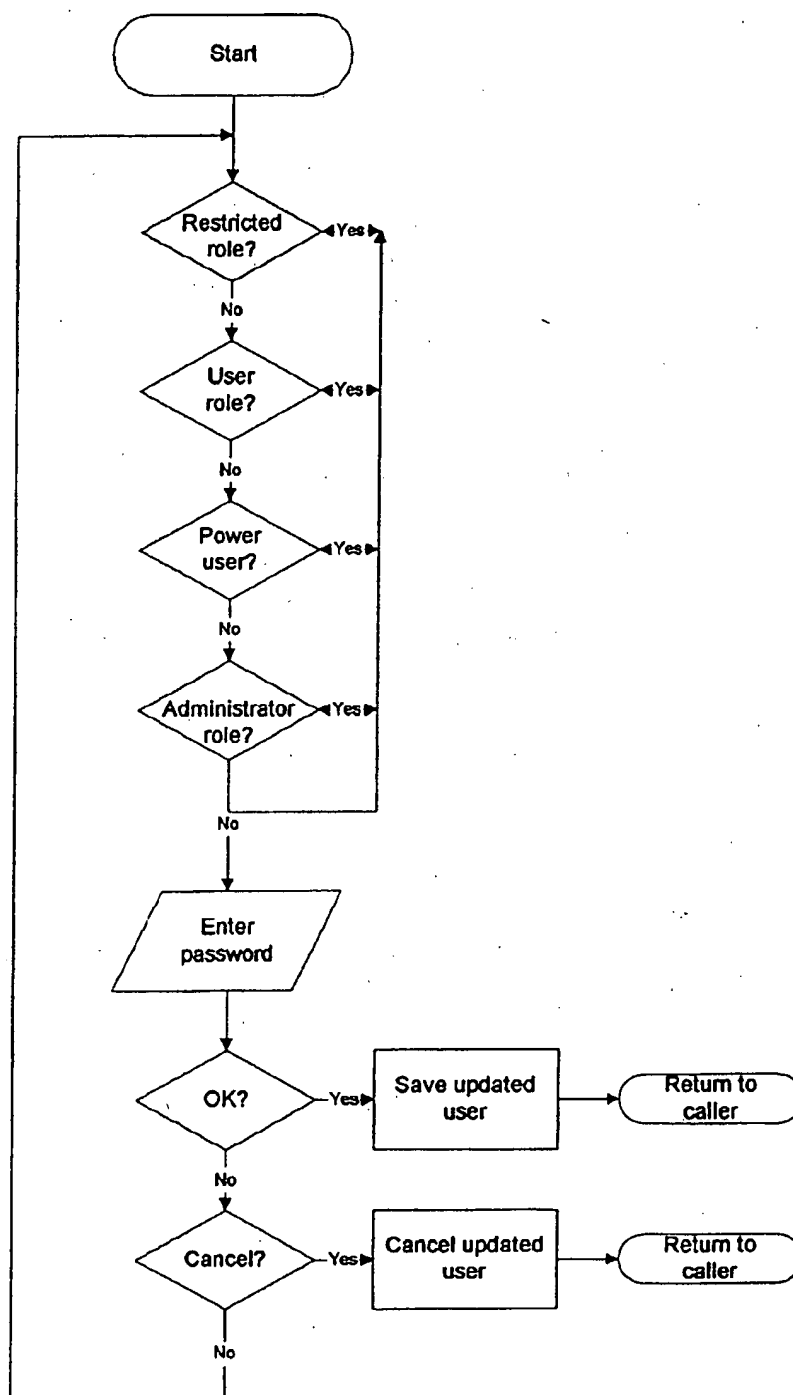 Start
Restricted
role?
Yes
No
User
role?
Yes
No
Power
user?
Yes
No
Administrator
role?
Yes
No
Enter
password
OK?
Yes
Save updated
user
Return to
caller
No
Cancel?
Yes
Cancel updated
user
Return to
caller
No